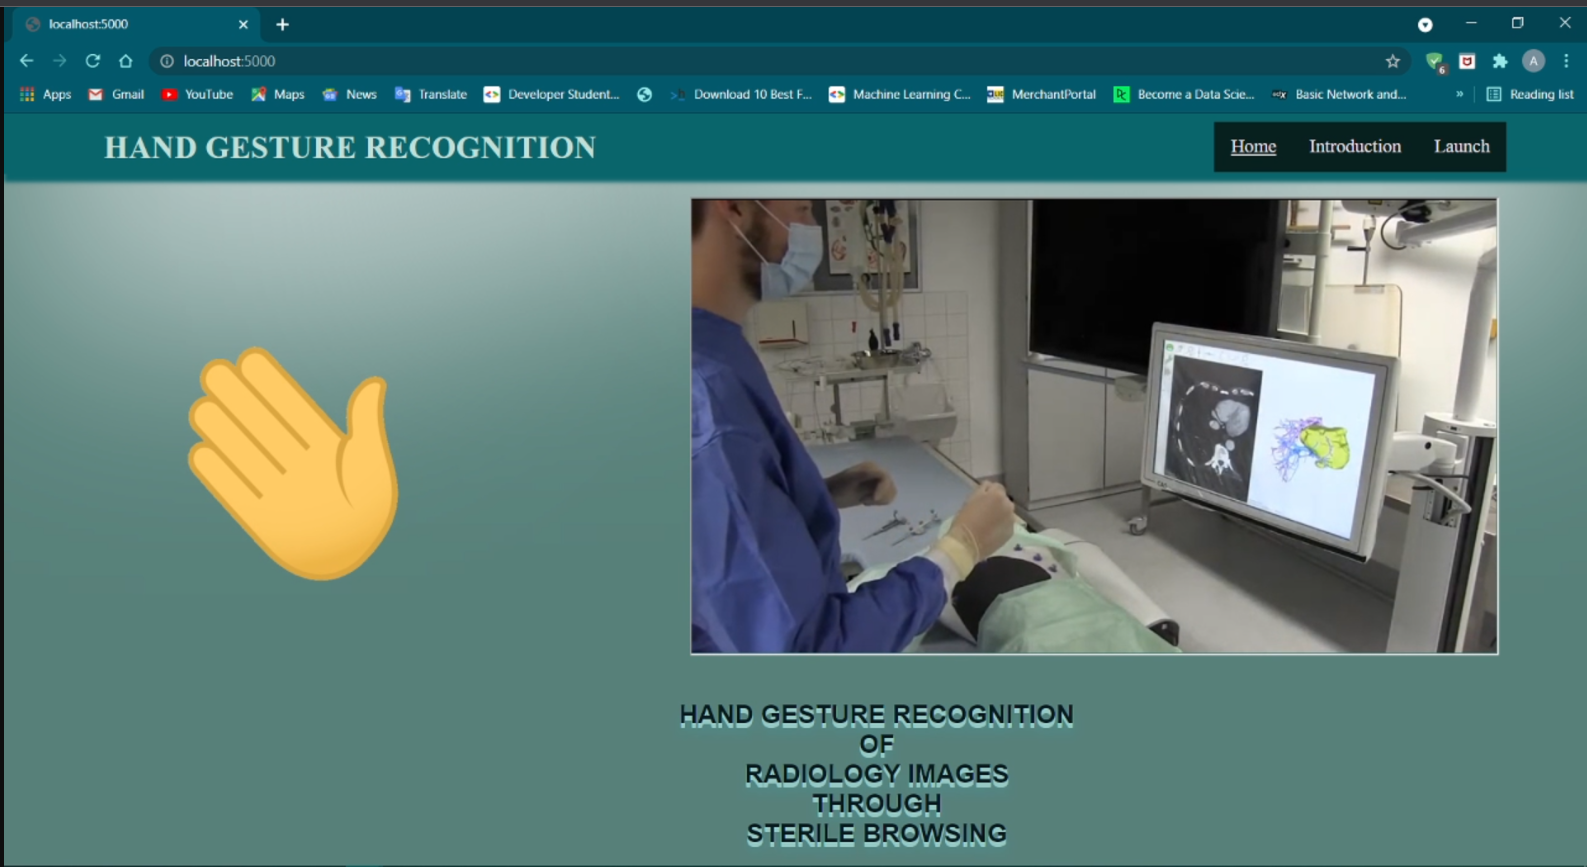 localhost:5000
localhost:5000
6
A
Apps
Gmail
YouTube
Maps
News
Translate
Developer Student...
Download 10 Best F...
Machine Learning C...
MerchantPortal
Become a Data Scie...
edx
Basic Network and...
»
Reading list
HAND GESTURE RECOGNITION
Home
Introduction
Launch
HAND GESTURE RECOGNITION
OF
RADIOLOGY IMAGES
THROUGH
STERILE BROWSING